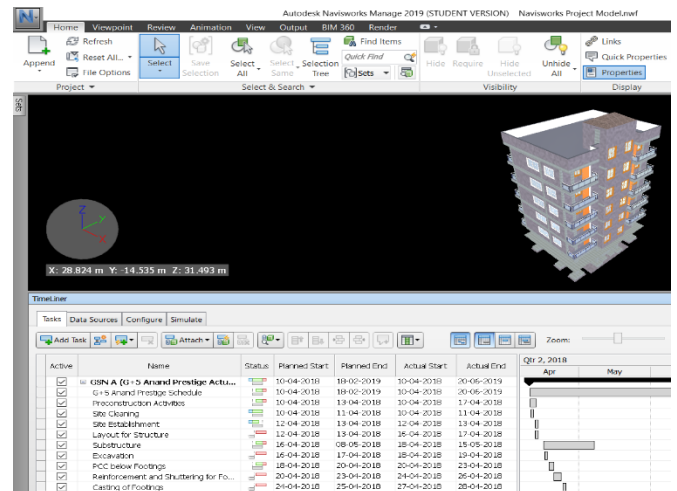 Autodesk Navisworks Manage 2019 (STUDENT VERSION) Navisworks Project Model.nwf
Home Viewpoint Review Animation View Output BIM 360 Render
Append
Refresh
Reset All...
File Options
Select
Save Selection
Select All
Select Same
Selection Tree
Find Items
Quick Find
Sets
Hide
Require
Hide Unselected
Unhide All
Links
Quick Properties
Properties
Project Select & Search Visibility Display
Sets
Z
Y
X
X: 28.824 m Y: -14.535 m Z: 31.493 m
TimeLiner
Tasks Data Sources Configure Simulate
Add Task Attach Zoom:
Active Name Status Planned Start Planned End Actual Start Actual End Qtr 2, 2018
Apr May
GSN A (G+5 Anand Prestige Actu... 10-04-2018 18-02-2019 10-04-2018 20-06-2019
G+5 Anand Prestige Schedule 10-04-2018 18-02-2019 10-04-2018 20-06-2019
Preconstruction Activities 10-04-2018 13-04-2018 10-04-2018 17-04-2018
Site Cleaning 10-04-2018 11-04-2018 10-04-2018 11-04-2018
Site Establishment 12-04-2018 13-04-2018 12-04-2018 13-04-2018
Layout for Structure 12-04-2018 13-04-2018 16-04-2018 17-04-2018
Substructure 16-04-2018 08-05-2018 18-04-2018 15-05-2018
Excavation 16-04-2018 17-04-2018 18-04-2018 19-04-2018
PCC below Footings 18-04-2018 20-04-2018 20-04-2018 23-04-2018
Reinforcement and Shuttering for Fo... 20-04-2018 23-04-2018 24-04-2018 26-04-2018
Casting of Footings 24-04-2018 25-04-2018 27-04-2018 28-04-2018